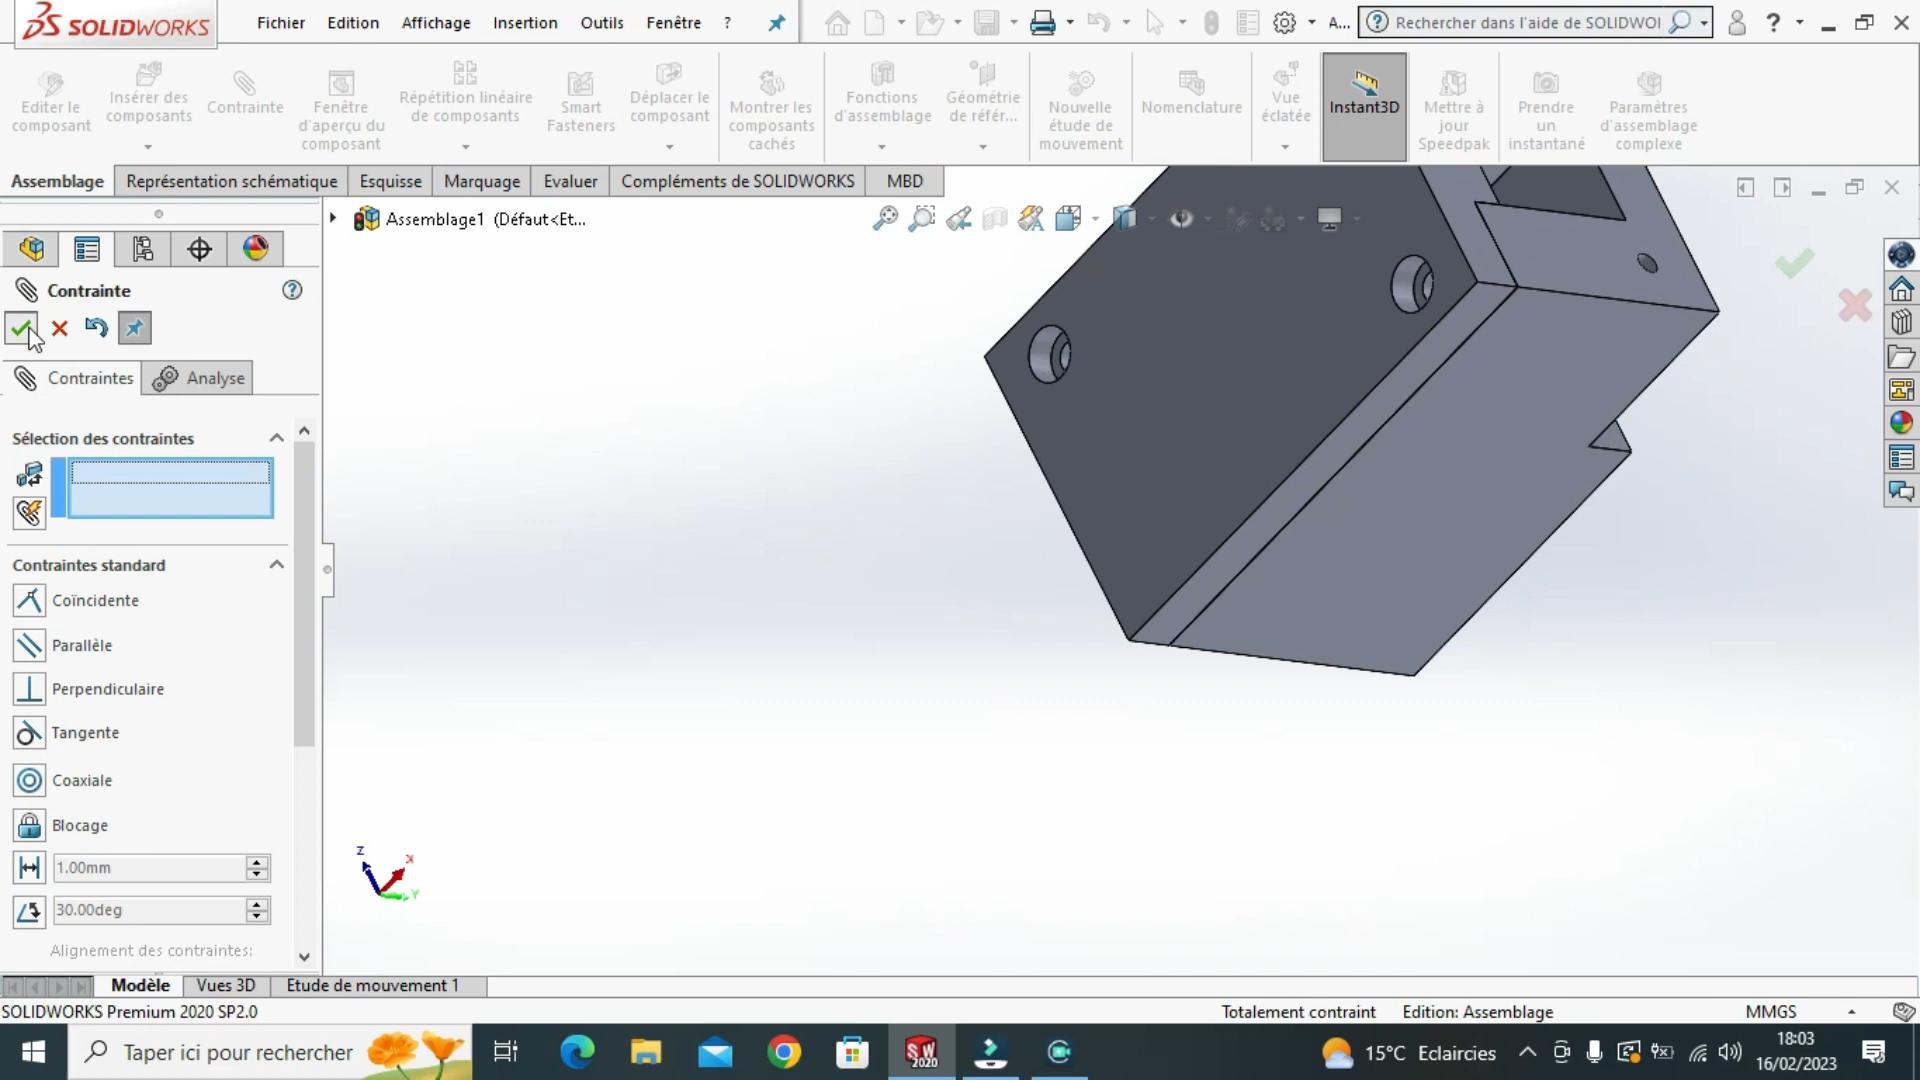 SOLIDWORKS
Fichier
Edition
Affichage
Insertion
Outils
Fenêtre
?
A...
Rechercher dans l'aide de SOLIDWOI
Editer le
composant
Insérer des
composants
Contrainte
Fenêtre
d'aperçu du
composant
Répétition linéaire
de composants
Smart
Fasteners
Déplacer le
composant
Montrer les
composants
cachés
Fonctions
d'assemblage
Géométrie
de référ...
Nouvelle
étude de
mouvement
Nomenclature
Vue
éclatée
Instant3D
Mettre à
jour
Speedpak
Prendre
un
instantané
Paramètres
d'assemblage
complexe
Assemblage
Représentation schématique
Esquisse
Marquage
Evaluer
Compléments de SOLIDWORKS
MBD
Assemblage1 (Défaut<Et...
Contrainte
Contraintes
Analyse
Sélection des contraintes
Contraintes standard
Coïncidente
Parallèle
Perpendiculaire
Tangente
Coaxiale
Blocage
1.00mm
30.00deg
Alignement des contraintes:
Z
X
Y
Modèle
Vues 3D
Etude de mouvement 1
SOLIDWORKS Premium 2020 SP2.0
Totalement contraint
Edition: Assemblage
MMGS
Taper ici pour rechercher
SW
2020
15°C Eclaircies
18:03
16/02/2023